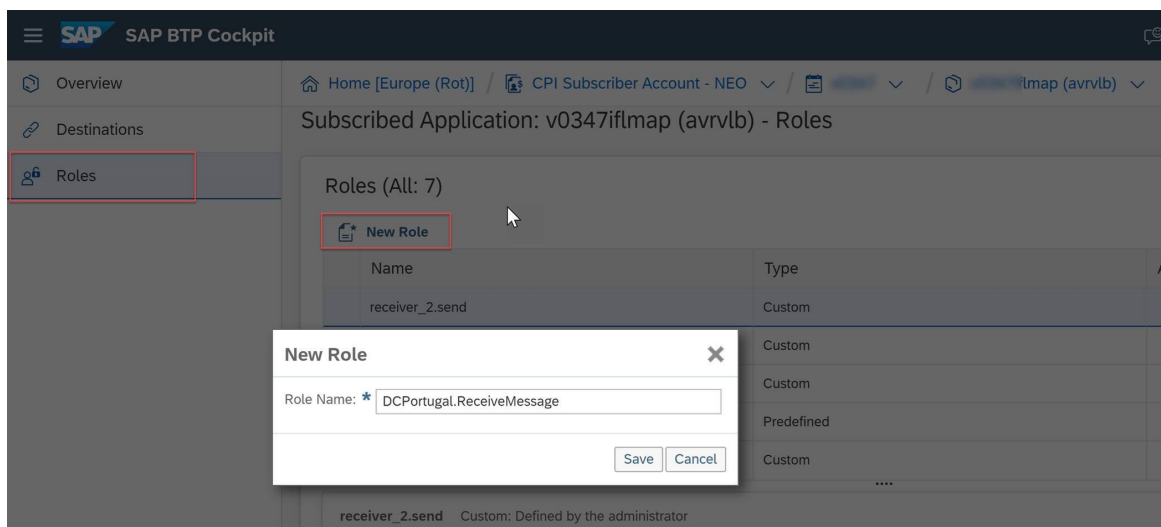 SAP SAP BTP Cockpit
Overview
Home [Europe (Rot)] / CPI Subscriber Account - NEO / / lmap (avrvlb)
Destinations
Subscribed Application: v0347iflmap (avrvlb) - Roles
Roles
Roles (All: 7)
New Role
Name Type
receiver_2.send Custom
Custom
Custom
Predefined
Custom
New Role
Role Name: * DCPortugal.ReceiveMessage
Save Cancel
....
receiver_2.send Custom: Defined by the administrator